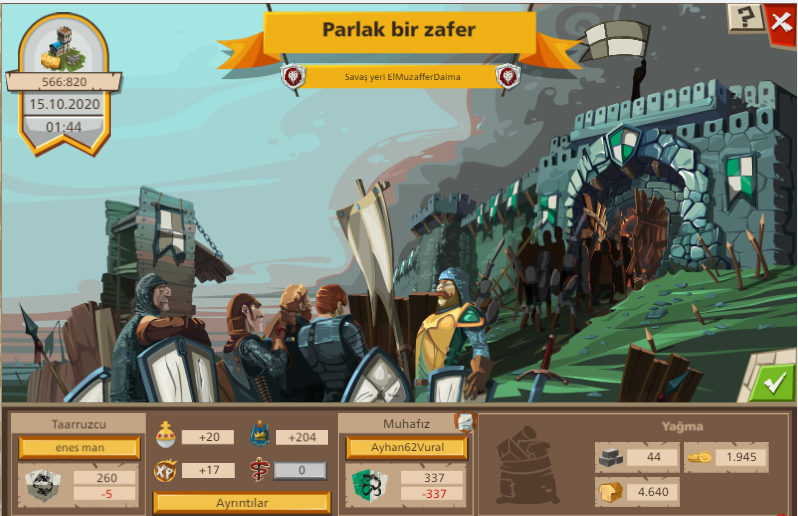 Parlak bir zafer
Savaş yeri ElMuzafferDaima
566:820
15.10.2020
01:44
?
Taarruzcu
enes man
260
-5
+20
+204
XP
+17
0
Ayrıntılar
Muhafız
Ayhan62Vural
337
-337
Yağma
44
1.945
4.640